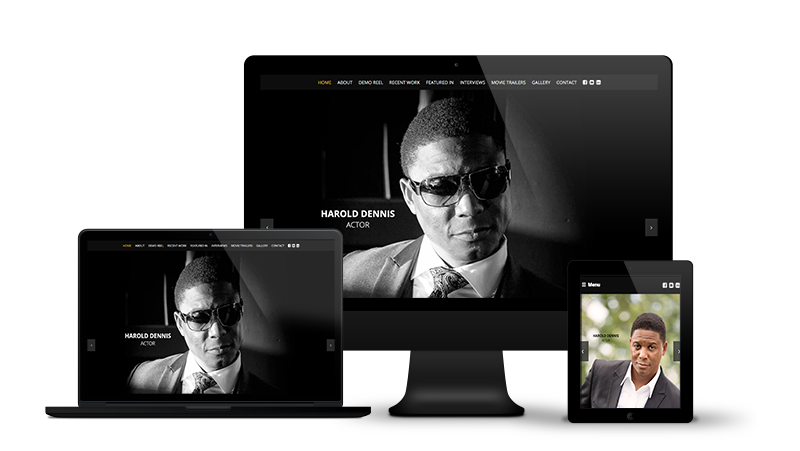 HOME ABOUT DEMO REEL RECENT WORK FEATURED IN INTERVIEWS MOVIE TRAILERS GALLERY CONTACT
HAROLD DENNIS
ACTOR
HOME ABOUT DEMO REEL RECENT WORK FEATURED IN INTERVIEWS MOVIE TRAILERS GALLERY CONTACT
HAROLD DENNIS
ACTOR
Menu
HAROLD DENNIS
ACTOR